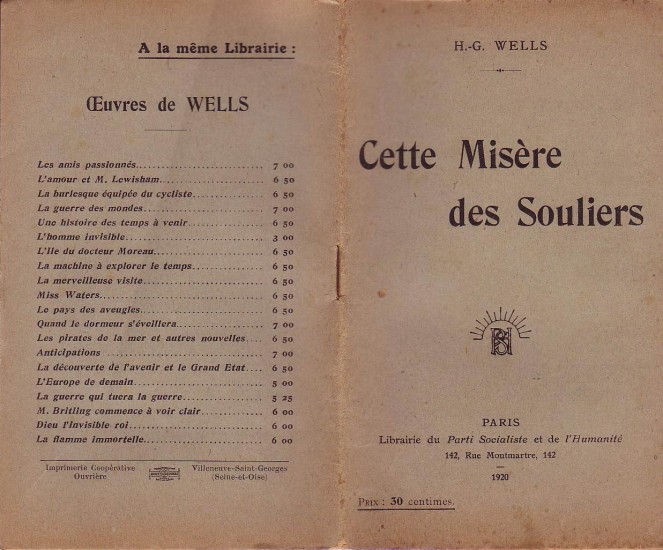 A la même Librairie :
Œuvres de WELLS
Les amis passionnés........................ 7 00
L'amour et M. Lewisham.................... 6 50
La burlesque équipée du cycliste............. 6 50
La guerre des mondes...................... 7 00
Une histoire des temps à venir.............. 6 50
L'homme invisible......................... 3 00
L'Ile du docteur Moreau.................... 6 50
La machine à explorer le temps.............. 6 50
La merveilleuse visite...................... 6 50
Miss Waters............................... 6 50
Le pays des aveugles....................... 6 50
Quand le dormeur s'éveillera................ 7 00
Les pirates de la mer et autres nouvelles.... 6 50
Anticipations ............................. 7 00
La découverte de l'avenir et le Grand Etat.... 6 50
L'Europe de demain........................ 5 00
La guerre qui tuera la guerre............... 5 25
M. Britling commence à voir clair........... 6 00
Dieu l'invisible roi........................ 6 00
La flamme immortelle...................... 6 00
Imprimerie Coopérative
Ouvrière
Villeneuve-Saint-Georges
(Seine-et-Oise)
H.-G. WELLS
Cette Misère
des Souliers
PARIS
Librairie du Parti Socialiste et de l'Humanité
142, Rue Montmartre, 142
1920
PRIX : 30 centimes.